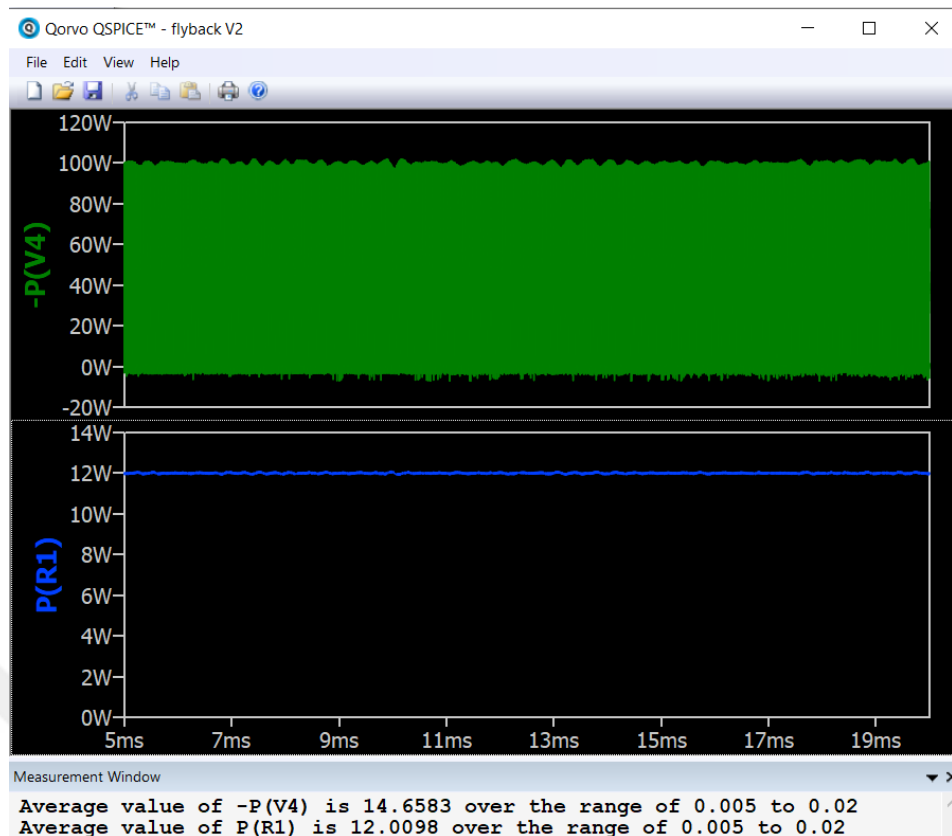 Qorvo QSPICE™ - flyback V2
File Edit View Help
120W
100W
80W
60W
40W
20W
0W
-20W
-P(V4)
14W
12W
10W
8W
6W
4W
2W
0W
P(R1)
5ms 7ms 9ms 11ms 13ms 15ms 17ms 19ms
Measurement Window
Average value of -P(V4) is 14.6583 over the range of 0.005 to 0.02
Average value of P(R1) is 12.0098 over the range of 0.005 to 0.02